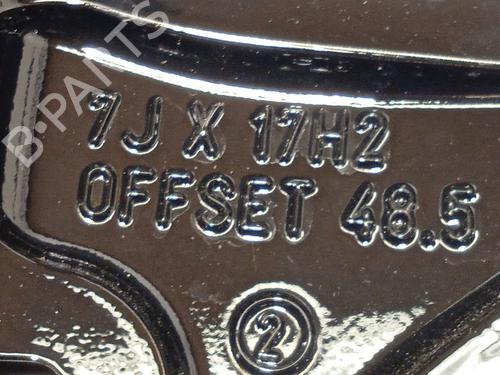 B-PARTS
7J X 17H2
OFFSET 48.5
2